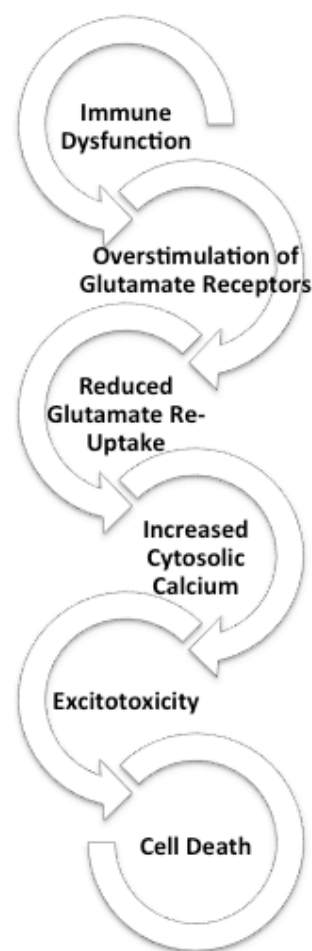 Immune
Dysfunction
Overstimulation of
Glutamate Receptors
Reduced
Glutamate Re-
Uptake
Increased
Cytosolic
Calcium
Excitotoxicity
Cell Death